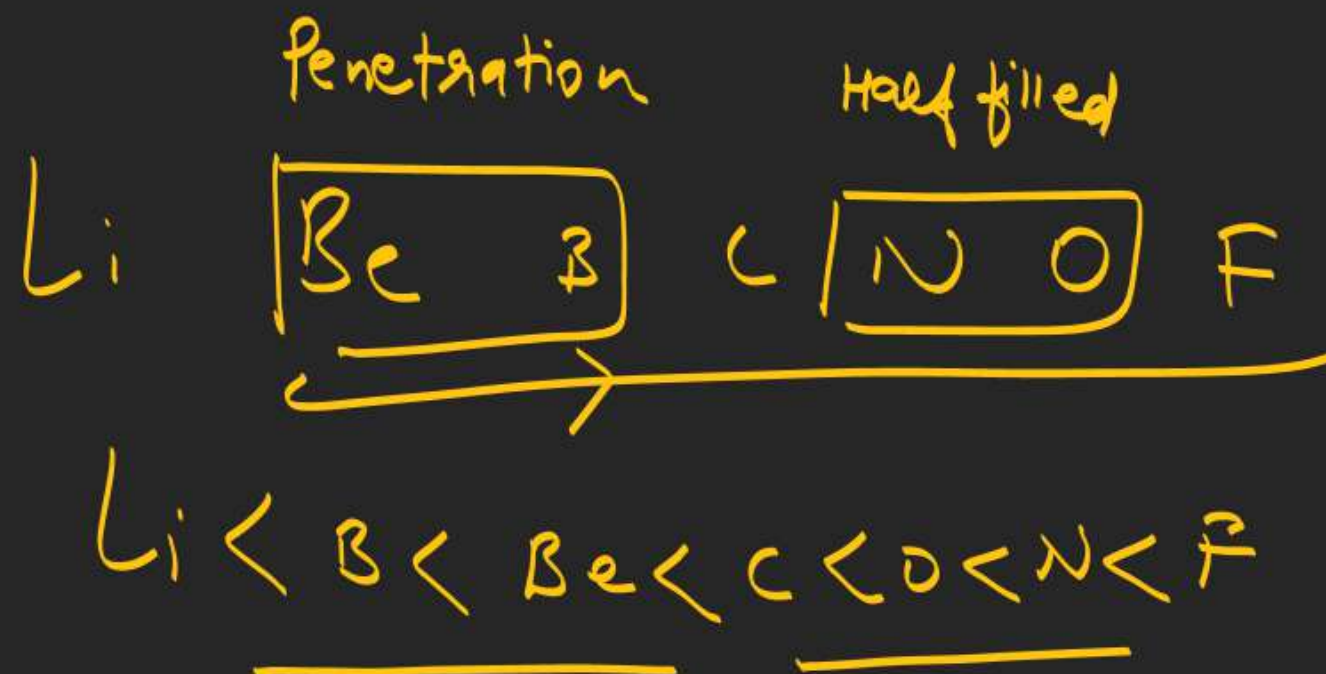 Penetration Half filled
Li Be B C N O F
Li < B < Be < C < O < N < F